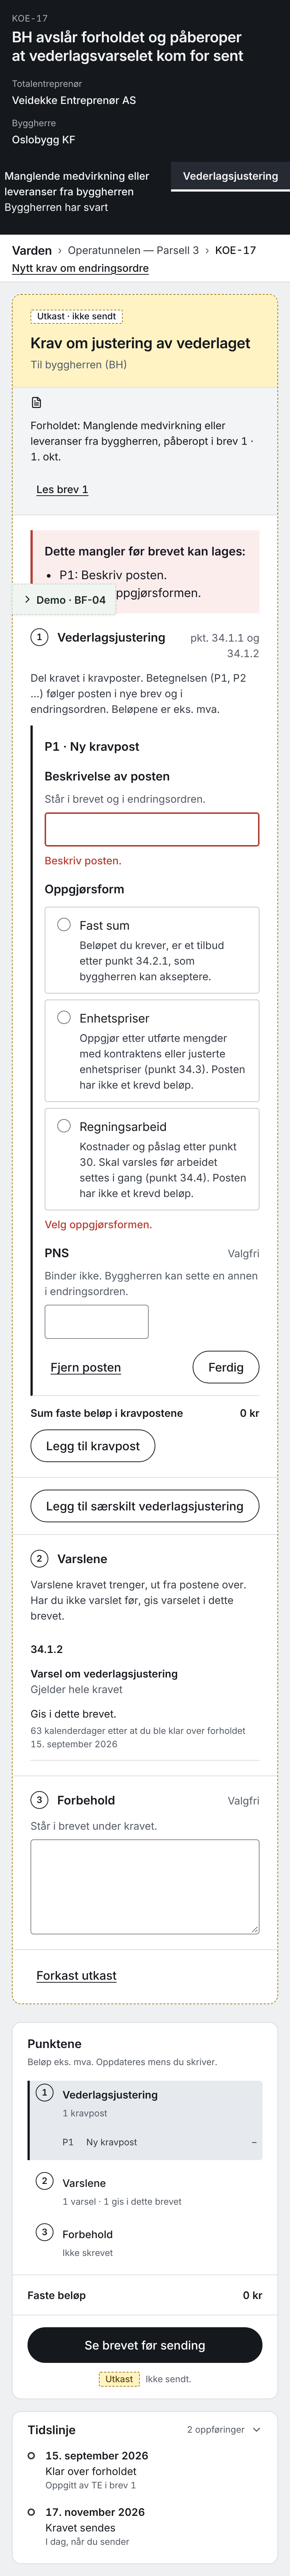 KOE-17
BH avslår forholdet og påberoper
at vederlagsvarselet kom for sent
Totalentreprenør
Veidekke Entreprenør AS
Byggherre
Oslobygg KF
Manglende medvirkning eller
leveranser fra byggherren
Byggherren har svart
Vederlagsjustering
Varden › Operatunnelen — Parsell 3 › KOE-17
Nytt krav om endringsordre
Utkast · ikke sendt
Krav om justering av vederlaget
Til byggherren (BH)
Forholdet: Manglende medvirkning eller
leveranser fra byggherren, påberopt i brev 1 ·
1. okt.
Les brev 1
Dette mangler før brevet kan lages:
• P1: Beskriv posten.
oppgjørsformen.
Demo · BF-04
1 Vederlagsjustering pkt. 34.1.1 og
34.1.2
Del kravet i kravposter. Betegnelsen (P1, P2
...) følger posten i nye brev og i
endringsordren. Beløpene er eks. mva.
P1 · Ny kravpost
Beskrivelse av posten
Står i brevet og i endringsordren.
Beskriv posten.
Oppgjørsform
Fast sum
Beløpet du krever, er et tilbud
etter punkt 34.2.1, som
byggherren kan akseptere.
Enhetspriser
Oppgjør etter utførte mengder
med kontraktens eller justerte
enhetspriser (punkt 34.3). Posten
har ikke et krevd beløp.
Regningsarbeid
Kostnader og påslag etter punkt
30. Skal varsles før arbeidet
settes i gang (punkt 34.4). Posten
har ikke et krevd beløp.
Velg oppgjørsformen.
PNS Valgfri
Binder ikke. Byggherren kan sette en annen
i endringsordren.
Fjern posten Ferdig
Sum faste beløp i kravpostene 0 kr
Legg til kravpost
Legg til særskilt vederlagsjustering
2 Varslene
Varslene kravet trenger, ut fra postene over.
Har du ikke varslet før, gis varselet i dette
brevet.
34.1.2
Varsel om vederlagsjustering
Gjelder hele kravet
Gis i dette brevet.
63 kalenderdager etter at du ble klar over forholdet
15. september 2026
3 Forbehold Valgfri
Står i brevet under kravet.
Forkast utkast
Punktene
Beløp eks. mva. Oppdateres mens du skriver.
1 Vederlagsjustering
1 kravpost
P1 Ny kravpost –
2 Varslene
1 varsel · 1 gis i dette brevet
3 Forbehold
Ikke skrevet
Faste beløp 0 kr
Se brevet før sending
Utkast Ikke sendt.
Tidslinje 2 oppføringer
15. september 2026
Klar over forholdet
Oppgitt av TE i brev 1
17. november 2026
Kravet sendes
I dag, når du sender